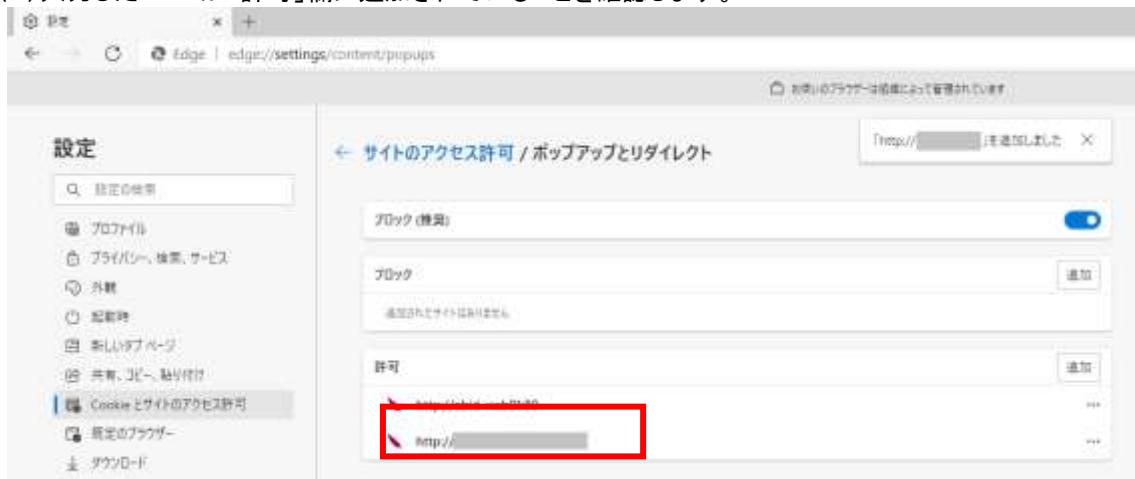 設定
Edge | edge://settings/content/popups
お使いのブラウザーは組織によって管理されています
設定
設定の検索
プロファイル
プライバシー、検索、サービス
外観
起動時
新しいタブ ページ
共有、コピー、貼り付け
Cookie とサイトのアクセス許可
既定のブラウザー
ダウンロード
サイトのアクセス許可 / ポップアップとリダイレクト
「http:// 」を追加しました
ブロック (推奨)
ブロック
追加
追加されたサイトはありません
許可
追加
http://